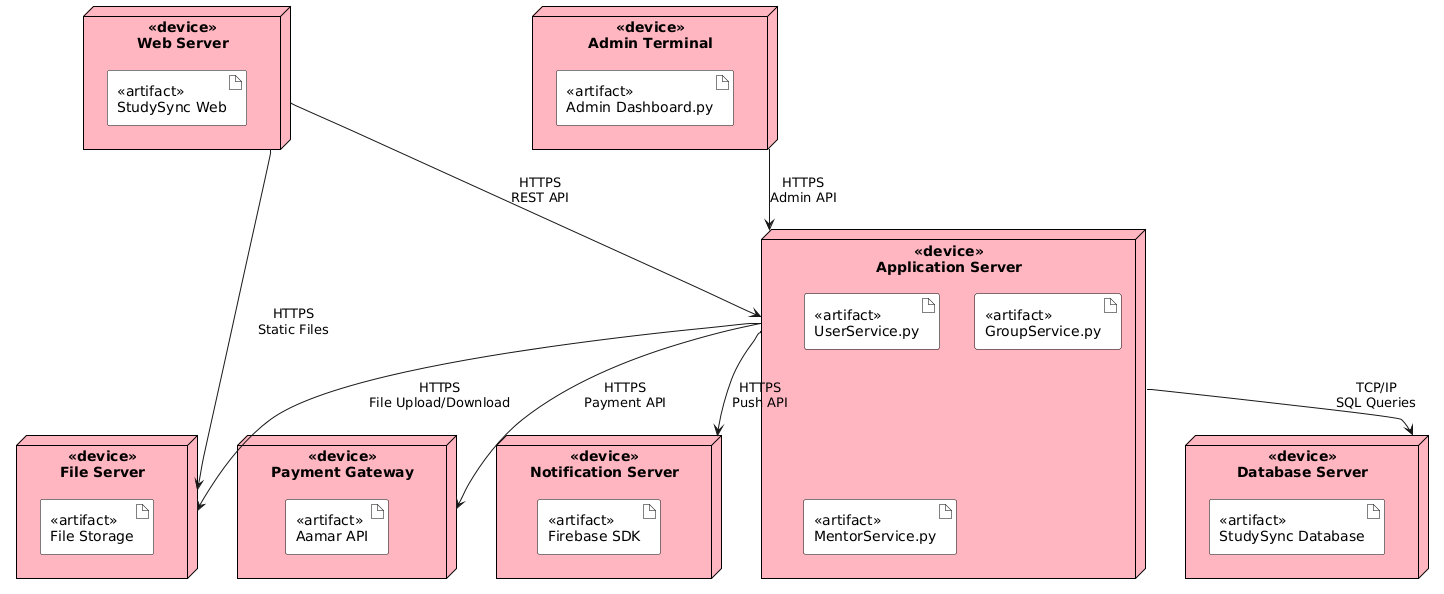 «device»
Web Server
«artifact»
StudySync Web
«device»
Admin Terminal
«artifact»
Admin Dashboard.py
HTTPS
REST API
HTTPS
Admin API
«device»
Application Server
«artifact»
UserService.py
«artifact»
GroupService.py
«artifact»
MentorService.py
HTTPS
Static Files
HTTPS
File Upload/Download
HTTPS
Payment API
HTTPS
Push API
TCP/IP
SQL Queries
«device»
File Server
«artifact»
File Storage
«device»
Payment Gateway
«artifact»
Aamar API
«device»
Notification Server
«artifact»
Firebase SDK
«device»
Database Server
«artifact»
StudySync Database